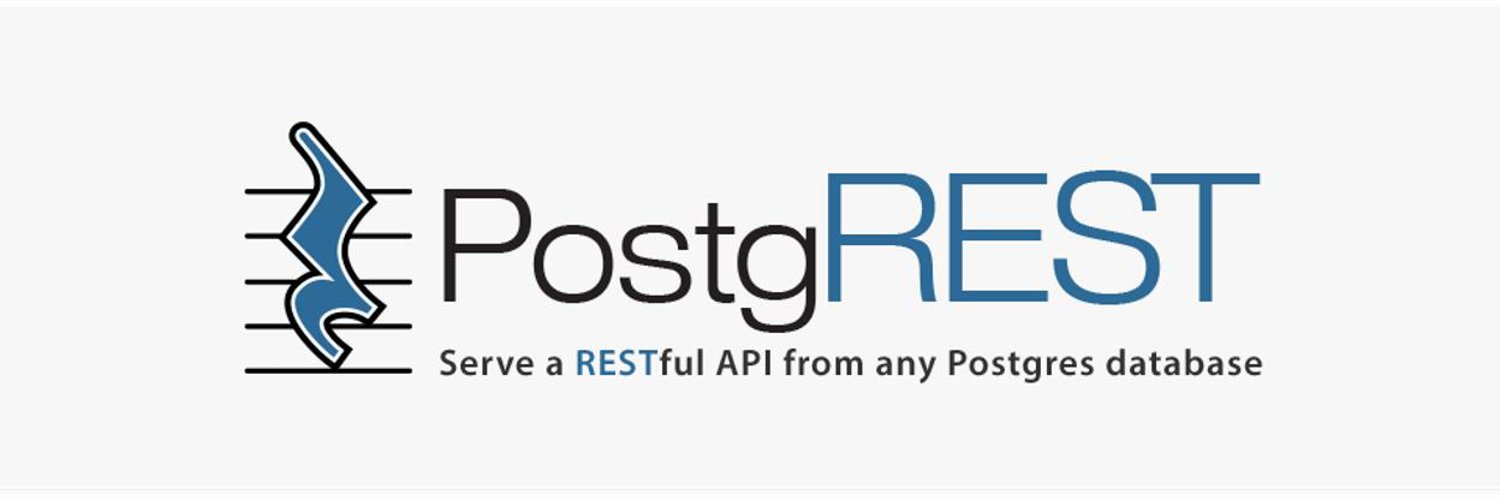 PostgREST
Serve a RESTful API from any Postgres database